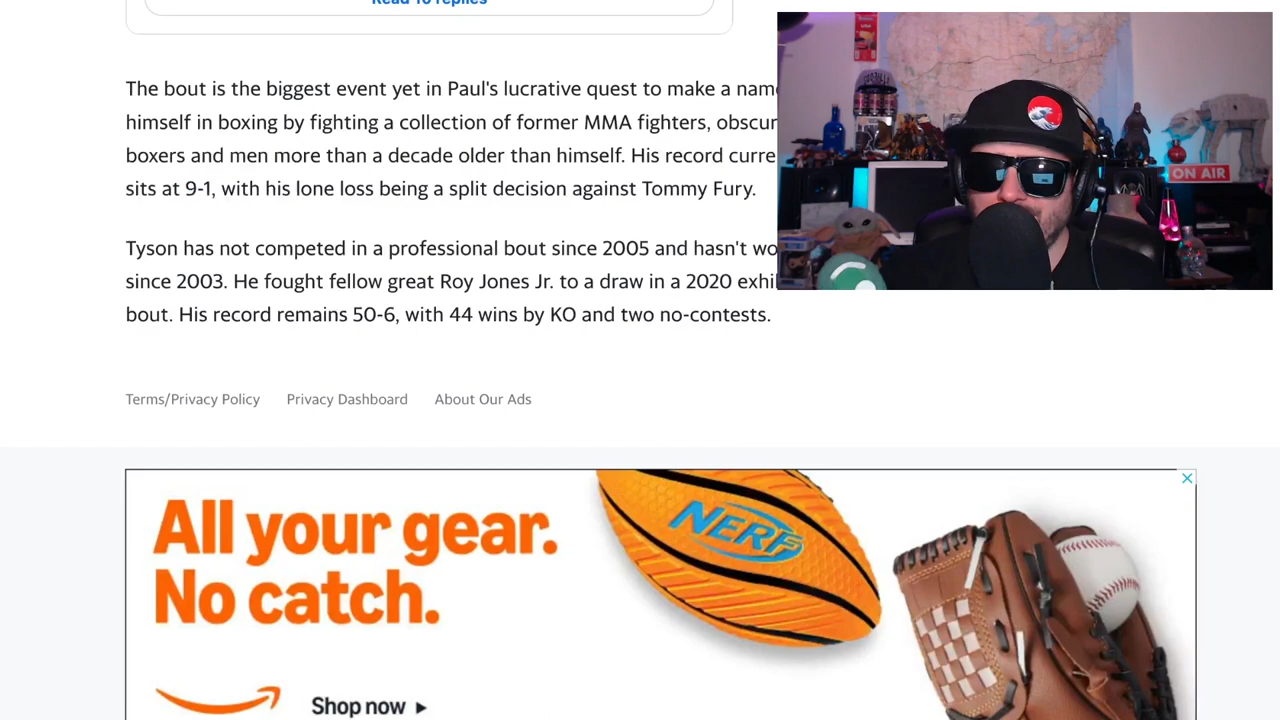 Read 10 replies
The bout is the biggest event yet in Paul's lucrative quest to make a name
himself in boxing by fighting a collection of former MMA fighters, obscur
boxers and men more than a decade older than himself. His record curre
sits at 9-1, with his lone loss being a split decision against Tommy Fury.
Tyson has not competed in a professional bout since 2005 and hasn't wo
since 2003. He fought fellow great Roy Jones Jr. to a draw in a 2020 exhi
bout. His record remains 50-6, with 44 wins by KO and two no-contests.
ON AIR
Terms/Privacy Policy Privacy Dashboard About Our Ads
All your gear.
No catch.
NERF
Shop now